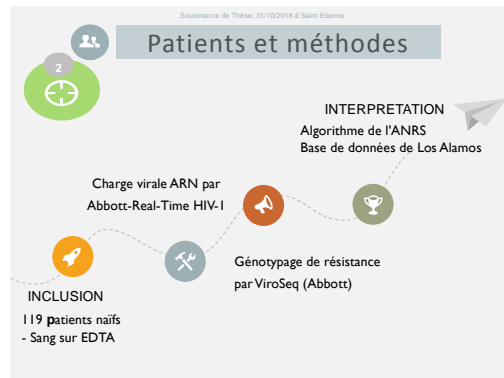 Soutenance de Thèse, 31/10/2018 à Saint Etienne
Patients et méthodes
2
INTERPRETATION
Algorithme de l'ANRS
Base de données de Los Alamos
Charge virale ARN par
Abbott-Real-Time HIV-1
Génotypage de résistance
par ViroSeq (Abbott)
INCLUSION
119 patients naïfs
- Sang sur EDTA